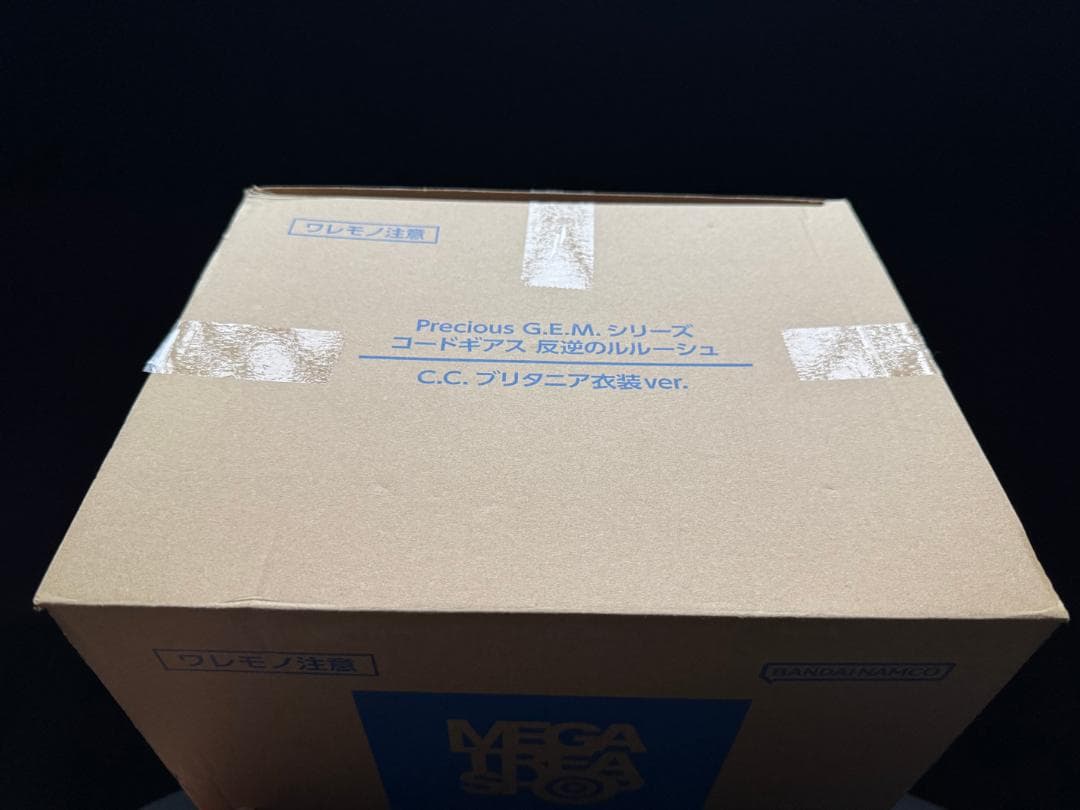 ワレモノ注意
Precious G.E.M. シリーズ
コードギアス 反逆のルルーシュ
C.C. ブリタニア衣装ver.
ワレモノ注意
BANDAI NAMCO
MEGA
TREA
SHOP